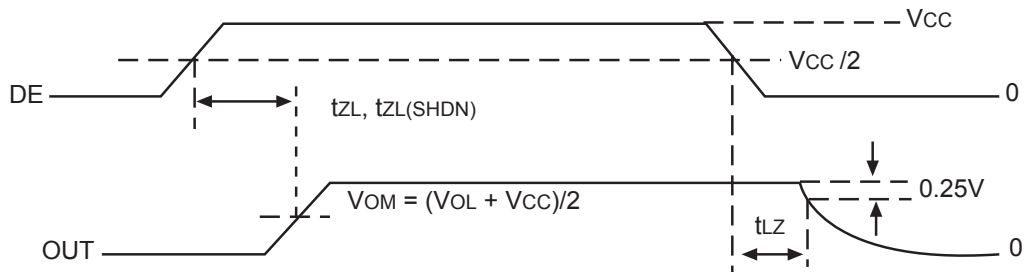 VCC
VCC /2
DE
0
tZL, tZL(SHDN)
VOM = (VOL + VCC)/2
0.25V
tLZ
OUT
0